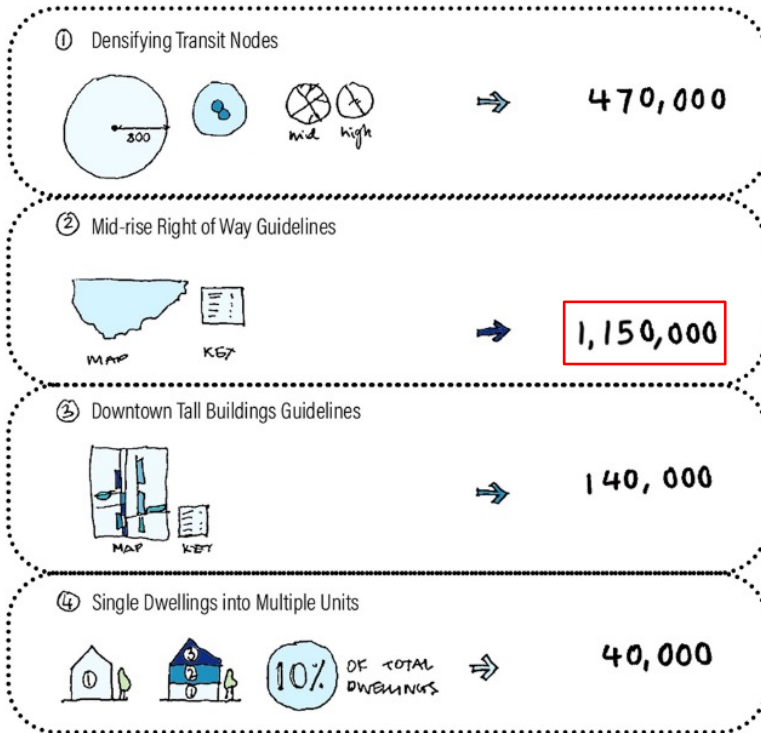 ① Densifying Transit Nodes
800
mid high
470,000
② Mid-rise Right of Way Guidelines
MAP KEY
1,150,000
③ Downtown Tall Buildings Guidelines
MAP KEY
140,000
④ Single Dwellings into Multiple Units
①
③
②
①
10% OF TOTAL
DWELLINGS
40,000